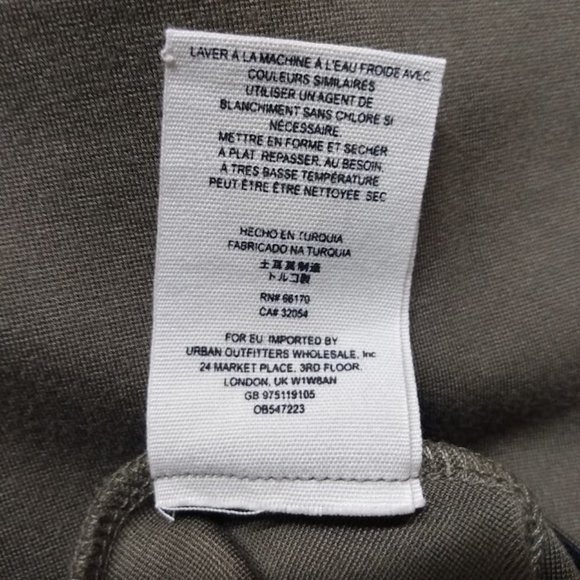 LAVER A LA MACHINE À L'EAU FROIDE AVEC
COULEURS SIMILAIRES
UTILISER UN AGENT DE
BLANCHIMENT SANS CHLORE SI
NÉCESSAIRE.
METTRE EN FORME ET SÉCHER
À PLAT. REPASSER, AU BESOIN,
À TRÈS BASSE TEMPÉRATURE
PEUT ÊTRE ÊTRE NETTOYÉE SEC
HECHO EN TURQUIA
FABRICADO NA TURQUIA
土耳其制造
トルコ製
RN# 66170
CA# 32054
FOR EU IMPORTED BY
URBAN OUTFITTERS WHOLESALE, Inc.
24 MARKET PLACE, 3RD FLOOR,
LONDON, UK W1W8AN
GB 975119105
OB547223